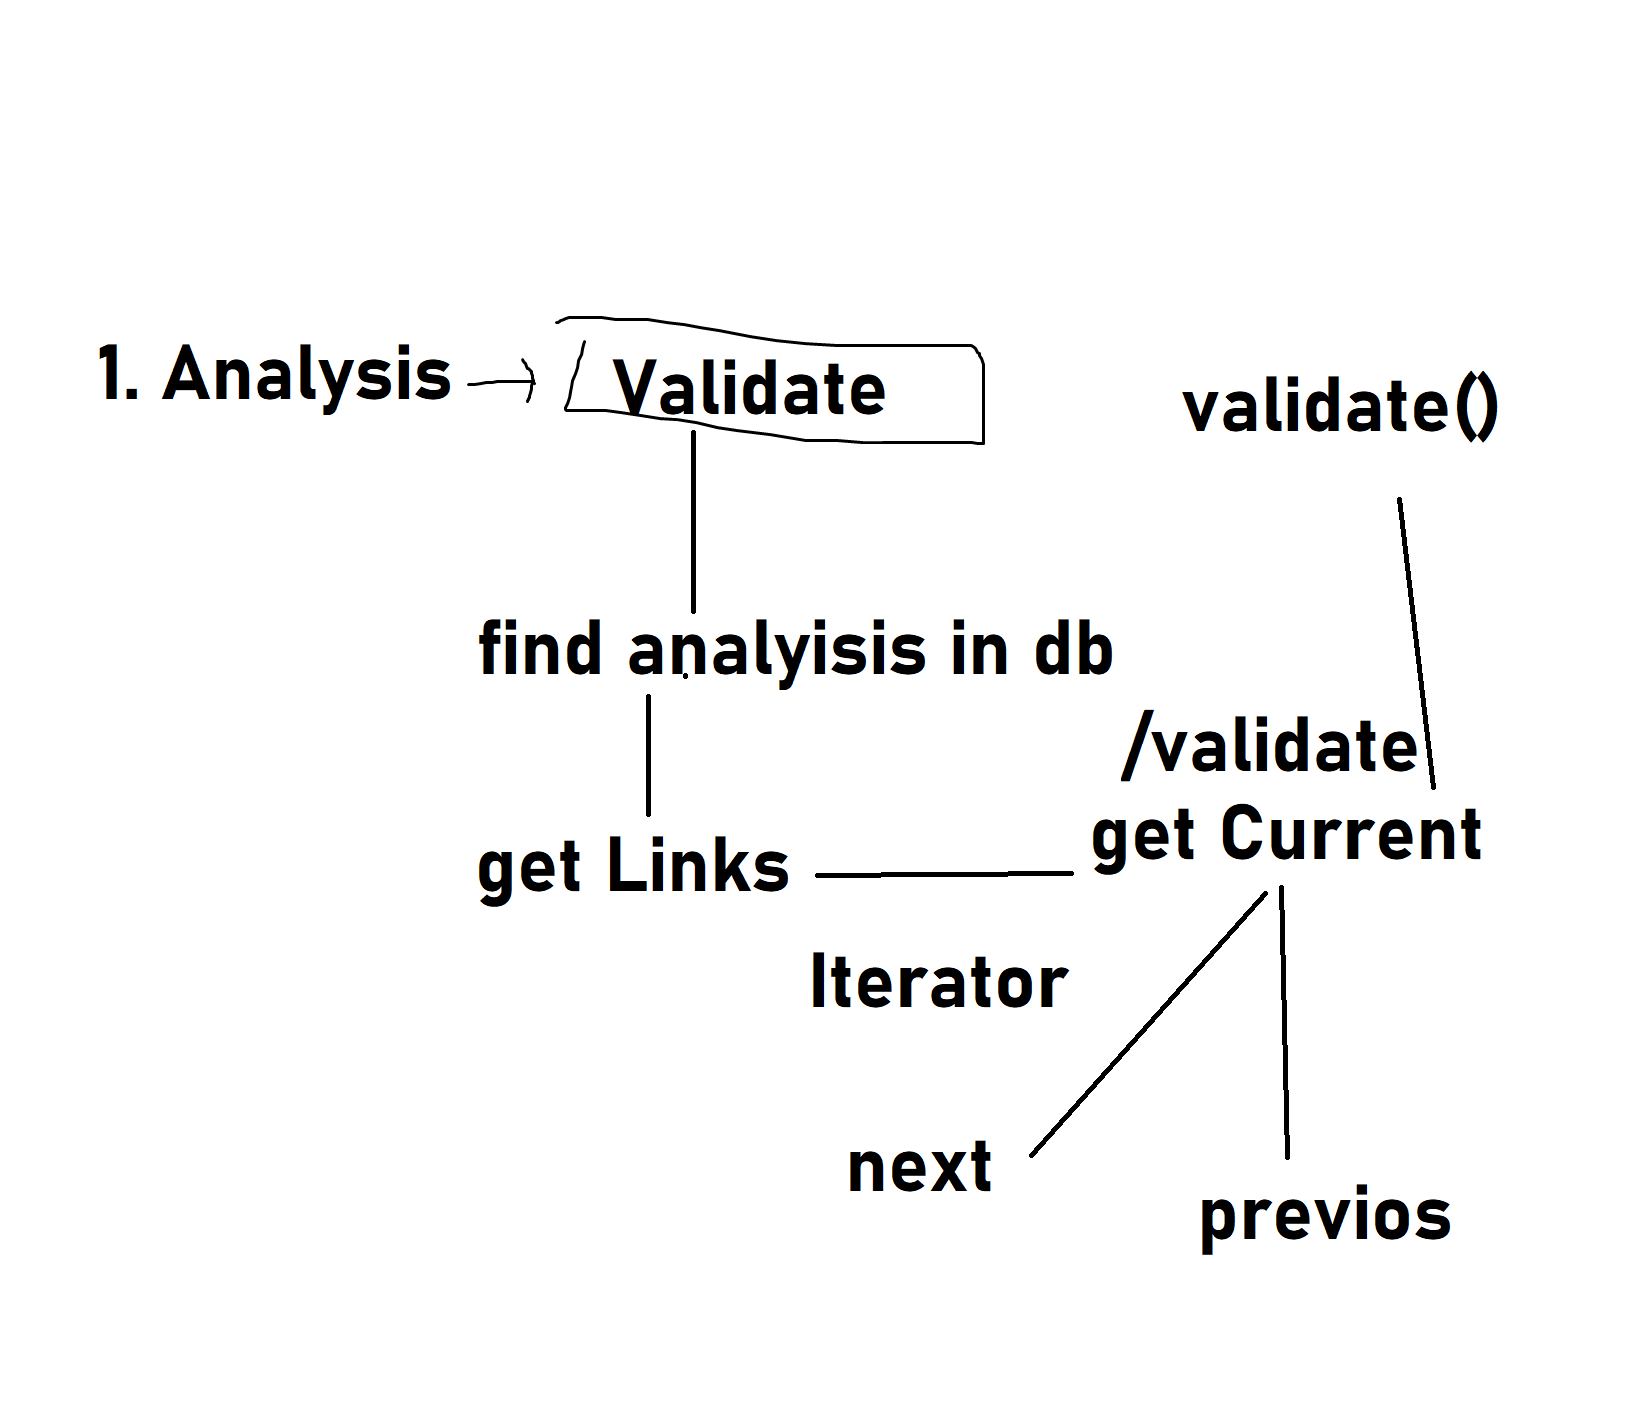 1. Analysis
Validate
validate()
find analyisis in db
/validate
get Current
get Links
Iterator
next
previos